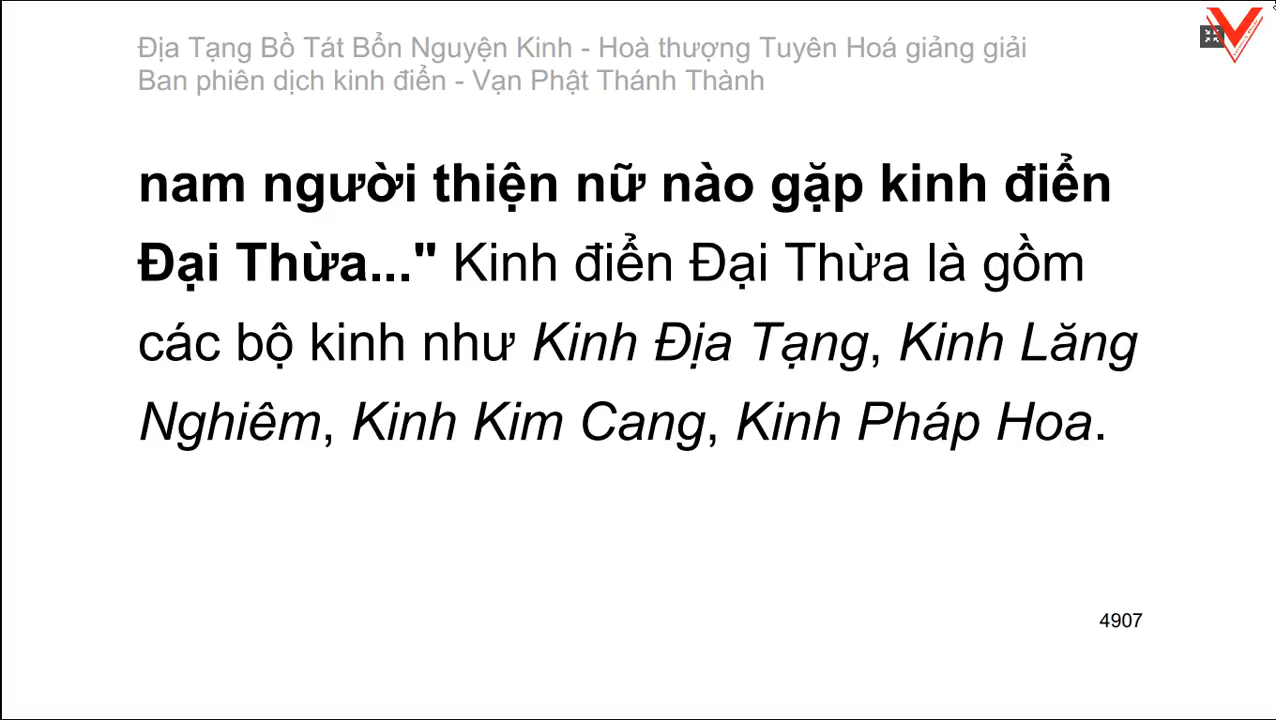 Địa Tạng Bồ Tát Bổn Nguyện Kinh - Hoà thượng Tuyên Hoá giảng giải
Ban phiên dịch kinh điển - Vạn Phật Thánh Thành
nam người thiện nữ nào gặp kinh điển
Đại Thừa..." Kinh điển Đại Thừa là gồm
các bộ kinh như Kinh Địa Tạng, Kinh Lăng
Nghiêm, Kinh Kim Cang, Kinh Pháp Hoa.
4907